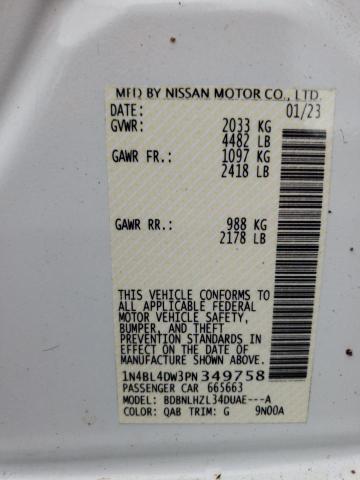 MFD BY NISSAN MOTOR CO., LTD.
DATE: 01/23
GVWR: 2033 KG
4482 LB
GAWR FR.: 1097 KG
2418 LB
GAWR RR.: 988 KG
2178 LB
THIS VEHICLE CONFORMS TO
ALL APPLICABLE FEDERAL
MOTOR VEHICLE SAFETY,
BUMPER, AND THEFT
PREVENTION STANDARDS IN
EFFECT ON THE DATE OF
MANUFACTURE SHOWN ABOVE.
1N4BL4DW3PN349758
PASSENGER CAR 665663
MODEL: BDBNLHZL34DUAE---A
COLOR: QAB TRIM: G 9N00A